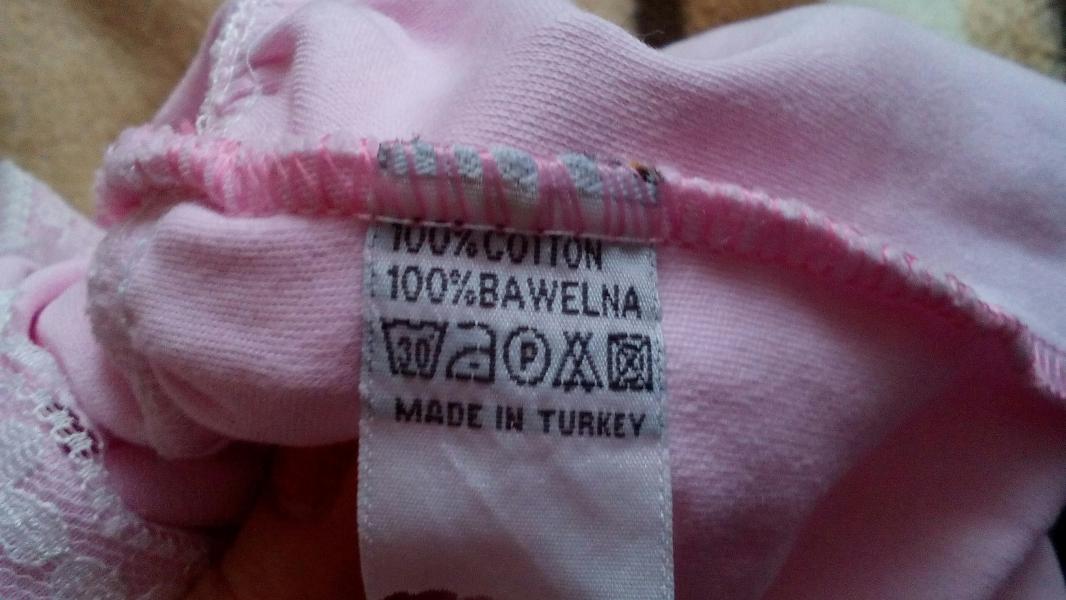 100%COTTON
100%BAWELNA
30 P
MADE IN TURKEY